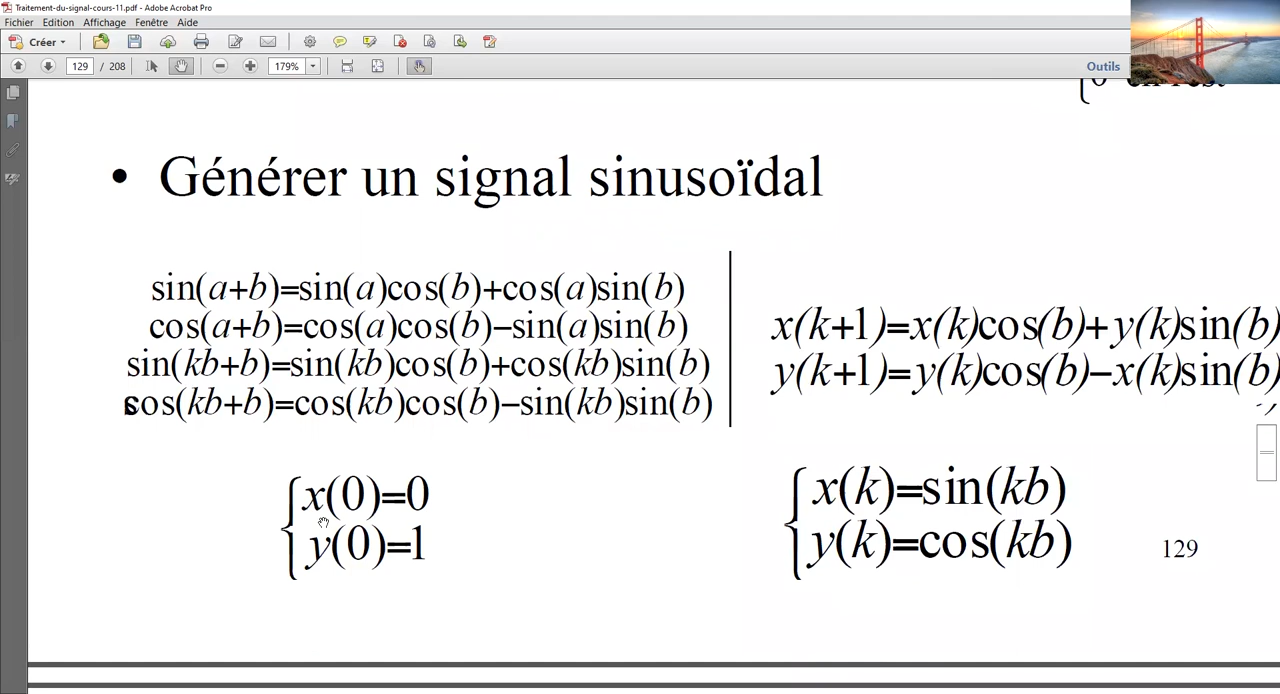 Traitement-du-signal-cours-11.pdf - Adobe Acrobat Pro
Fichier Edition Affichage Fenêtre Aide
Créer
129 / 208 179% Outils
• Générer un signal sinusoïdal
sin(a+b)=sin(a)cos(b)+cos(a)sin(b)
cos(a+b)=cos(a)cos(b)−sin(a)sin(b)
sin(kb+b)=sin(kb)cos(b)+cos(kb)sin(b)
cos(kb+b)=cos(kb)cos(b)−sin(kb)sin(b)
x(k+1)=x(k)cos(b)+y(k)sin(b)
y(k+1)=y(k)cos(b)−x(k)sin(b)
x(0)=0
y(0)=1
x(k)=sin(kb)
y(k)=cos(kb)
129